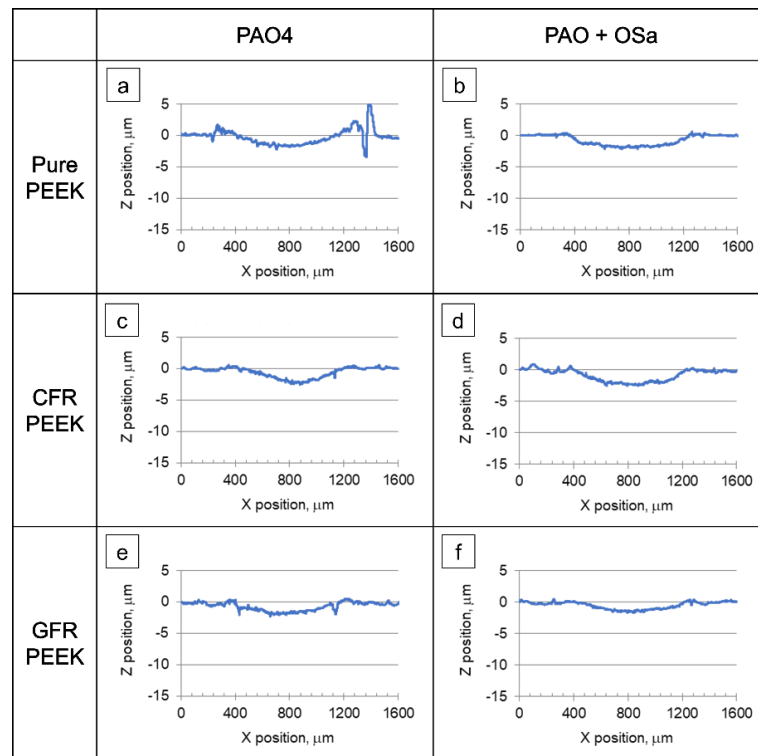 PAO4
PAO + OSa
Pure
PEEK
a
5
0
-5
-10
-15
Z position, μm
0 400 800 1200 1600
X position, μm
b
5
0
-5
-10
-15
Z position, μm
0 400 800 1200 1600
X position, μm
CFR
PEEK
c
5
0
-5
-10
-15
Z position, μm
0 400 800 1200 1600
X position, μm
d
5
0
-5
-10
-15
Z position, μm
0 400 800 1200 1600
X position, μm
GFR
PEEK
e
5
0
-5
-10
-15
Z position, μm
0 400 800 1200 1600
X position, μm
f
5
0
-5
-10
-15
Z position, μm
0 400 800 1200 1600
X position, μm